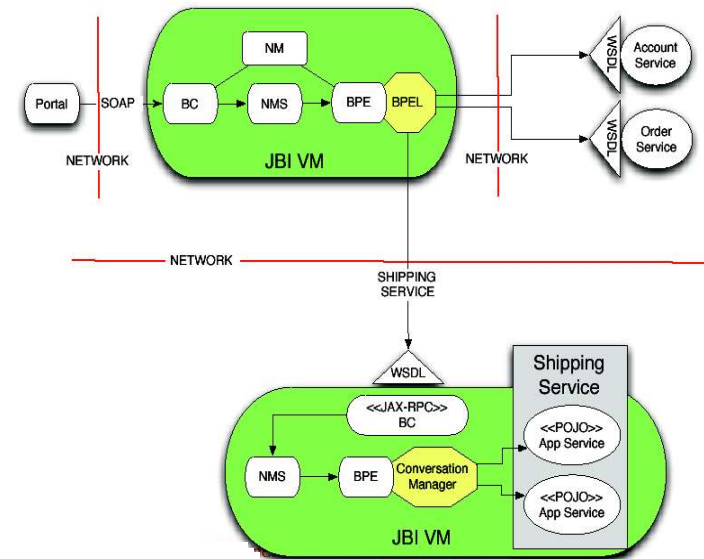 NM
WSDL
Account
Service
Portal
SOAP
BC
NMS
BPE
BPEL
WSDL
Order
Service
NETWORK
JBI VM
NETWORK
NETWORK
SHIPPING
SERVICE
WSDL
Shipping
Service
<<JAX-RPC>>
BC
<<POJO>>
App Service
NMS
BPE
Conversation
Manager
<<POJO>>
App Service
JBI VM